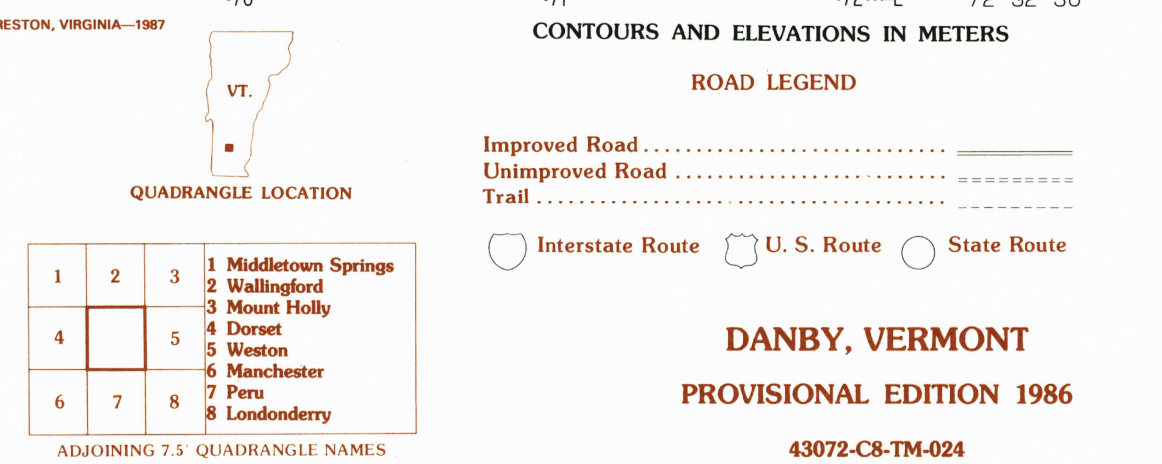 RESTON, VIRGINIA—1987
VT.
QUADRANGLE LOCATION
CONTOURS AND ELEVATIONS IN METERS
ROAD LEGEND
Improved Road
Unimproved Road
Trail
Interstate Route
U. S. Route
State Route
1 2 3
4 5
6 7 8
1 Middletown Springs
2 Wallingford
3 Mount Holly
4 Dorset
5 Weston
6 Manchester
7 Peru
8 Londonderry
ADJOINING 7.5' QUADRANGLE NAMES
DANBY, VERMONT
PROVISIONAL EDITION 1986
43072-C8-TM-024